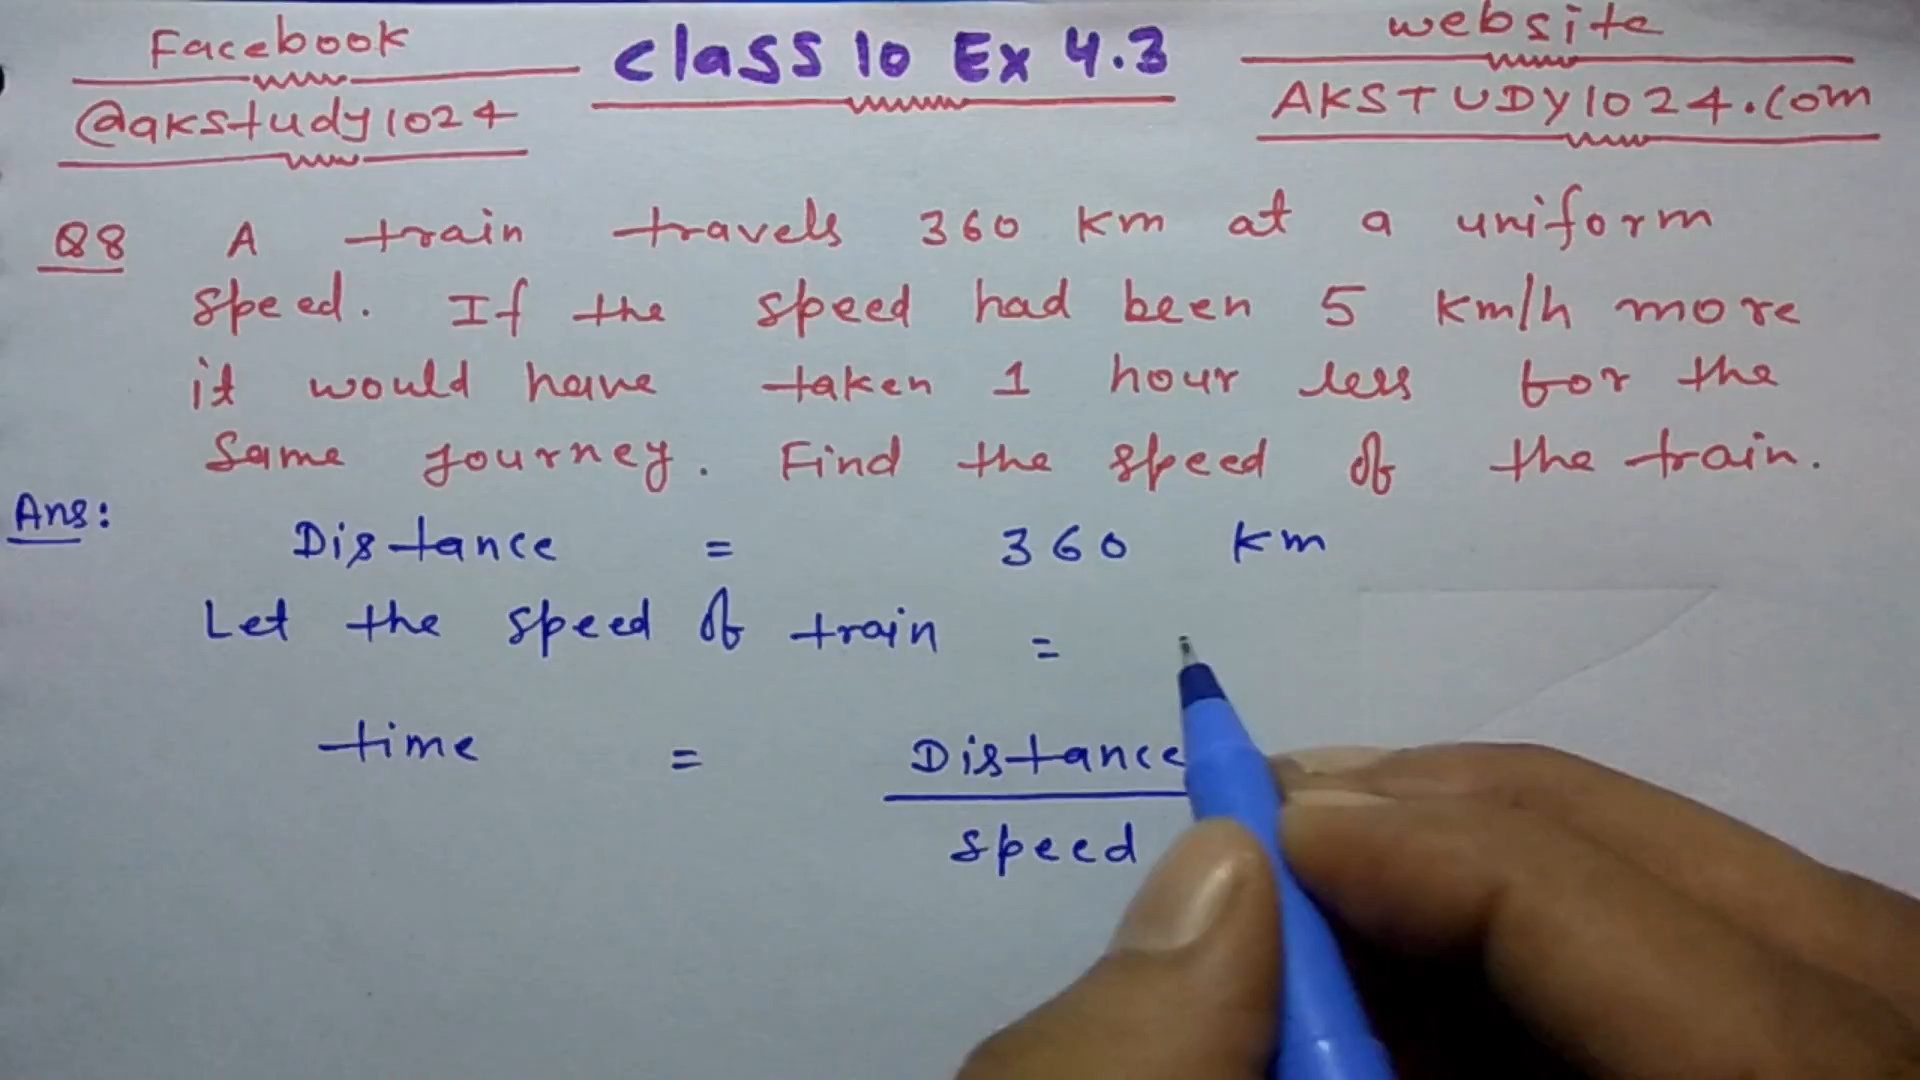 Facebook
@akstudy1024
Class 10 Ex 4.3
website
AKSTUDY1024.com
Q8 A train travels 360 km at a uniform
speed. If the speed had been 5 km/h more
it would have taken 1 hour less for the
Same journey. Find the speed of the train.
Ans:
Distance = 360 km
Let the speed of train =
time = Distance
speed